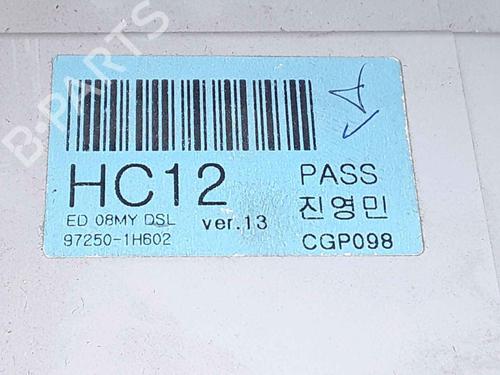 B-PARTS
HC12
PASS
ED 08MY DSL
ver.13
진영민
97250-1H602
CGP098